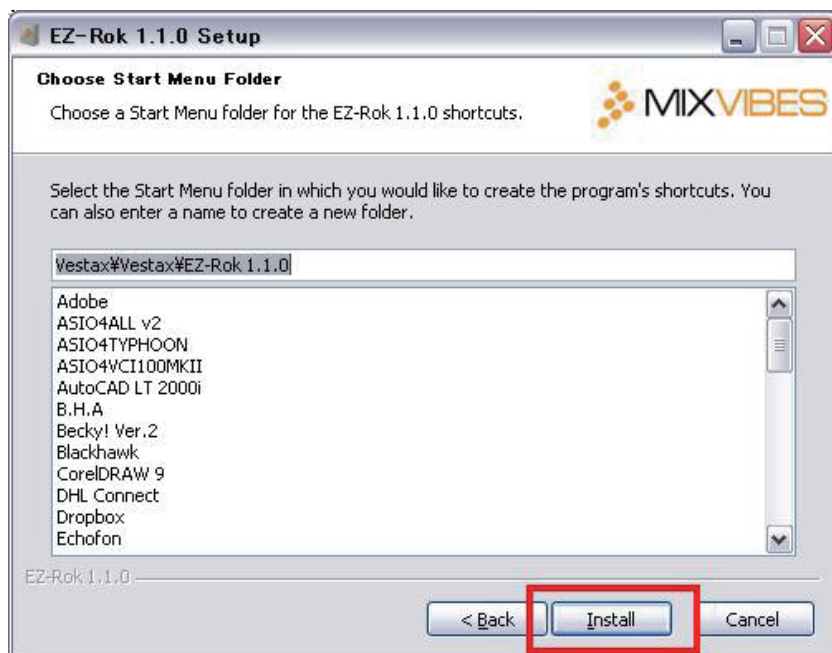 EZ-Rok 1.1.0 Setup
Choose Start Menu Folder
Choose a Start Menu folder for the EZ-Rok 1.1.0 shortcuts.
MIXVIBES
Select the Start Menu folder in which you would like to create the program's shortcuts. You
can also enter a name to create a new folder.
Vestax¥Vestax¥EZ-Rok 1.1.0
Adobe
ASIO4ALL v2
ASIO4TYPHOON
ASIO4VCI100MKII
AutoCAD LT 2000i
B.H.A
Becky! Ver.2
Blackhawk
CorelDRAW 9
DHL Connect
Dropbox
Echofon
EZ-Rok 1.1.0
< Back Install Cancel